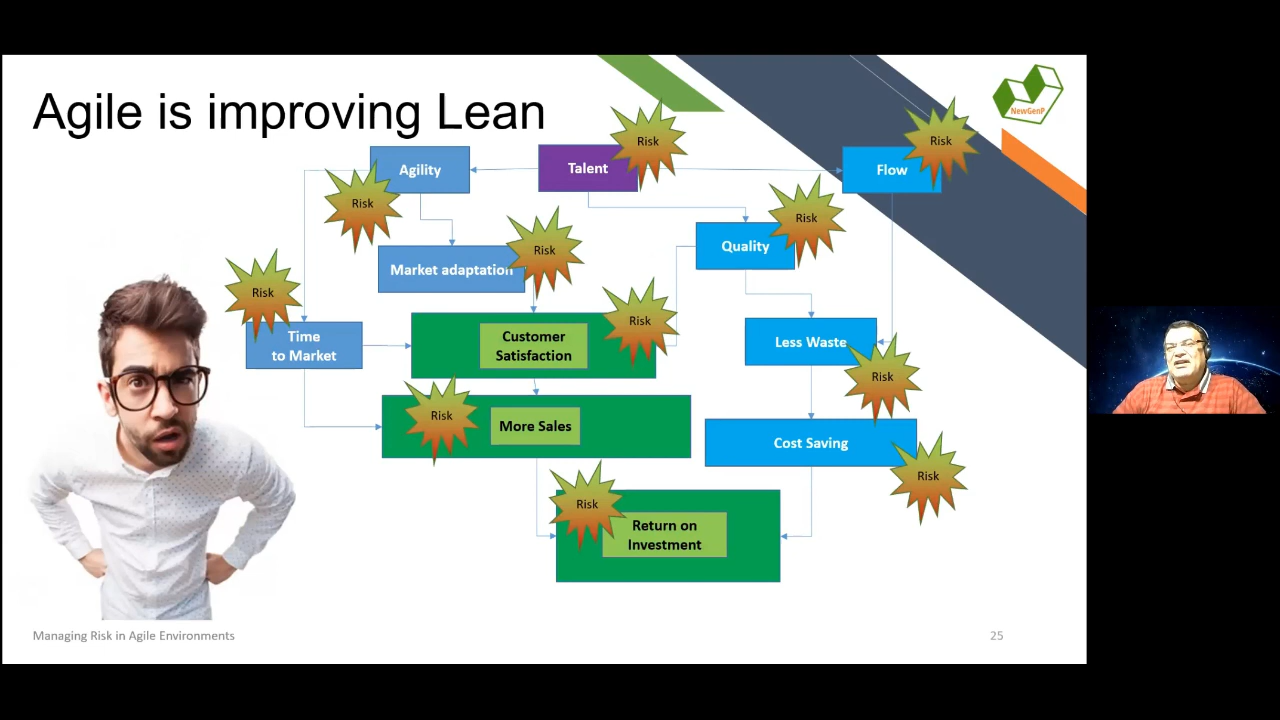 Agile is improving Lean
NewGenP
Risk
Risk
Talent
Flow
Agility
Risk
Risk
Quality
Risk
Market adaptation
Risk
Risk
Customer
Satisfaction
Time
to Market
Less Waste
Risk
Risk
More Sales
Cost Saving
Risk
Risk
Return on
Investment
Managing Risk in Agile Environments
25